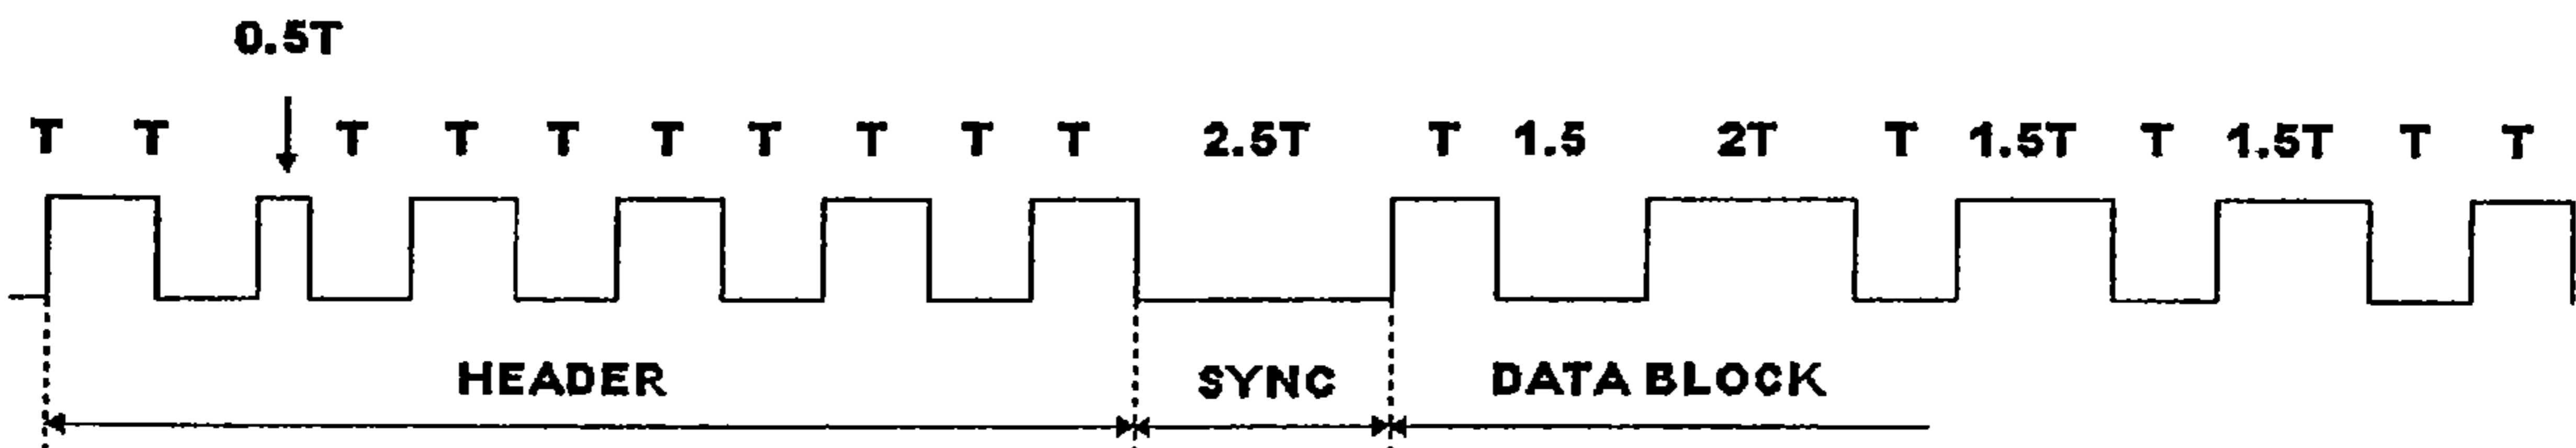 0.5T
T T T T T T T T T T 2.5T T 1.5 2T T 1.5T T 1.5T T T
HEADER SYNC DATA BLOCK